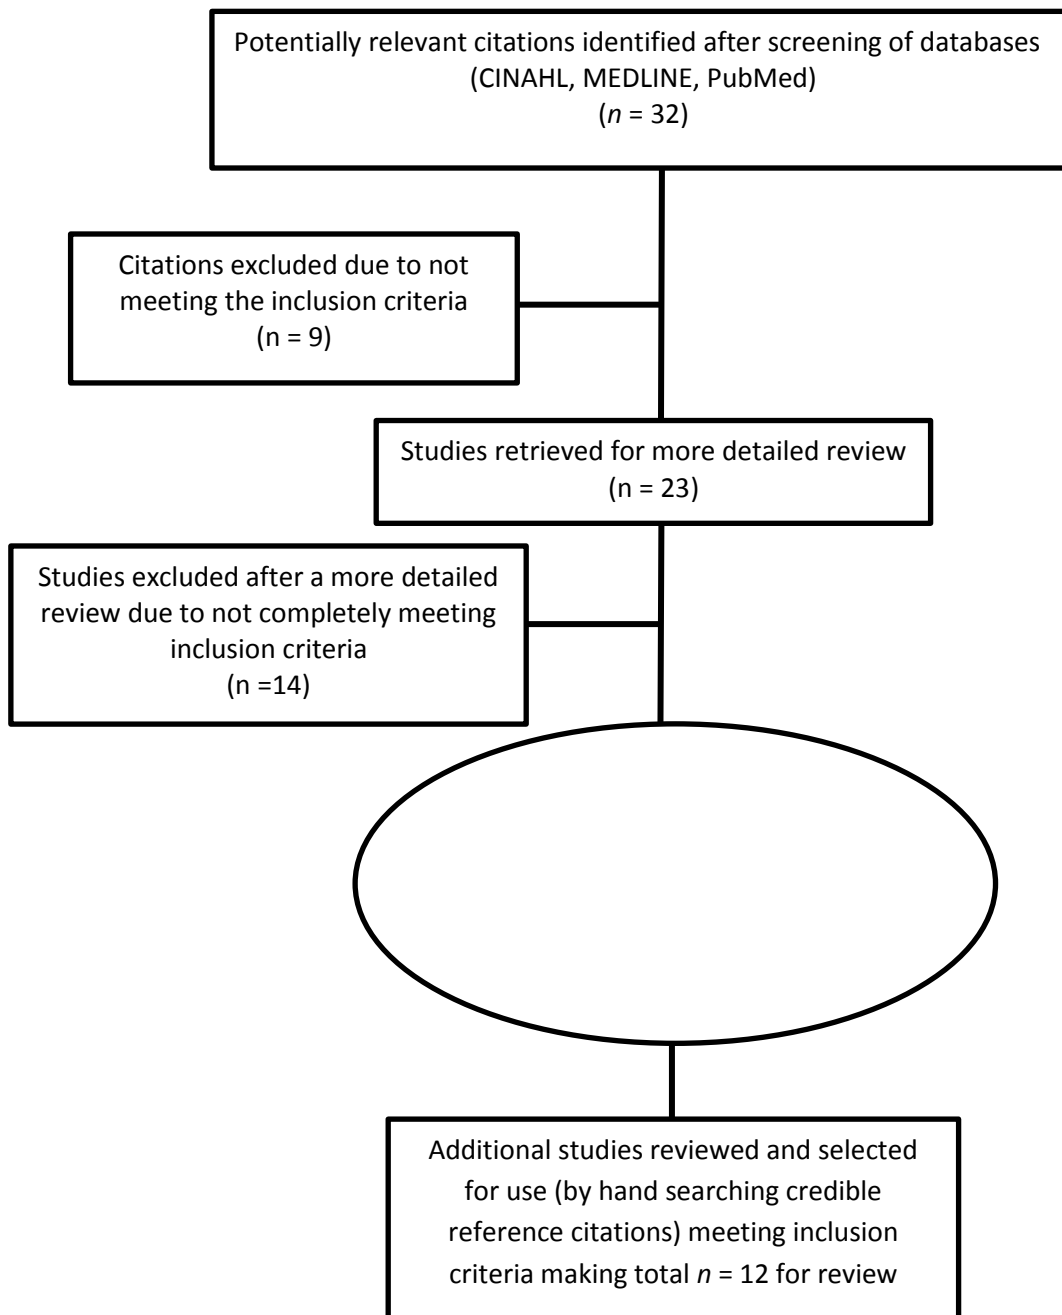 Potentially relevant citations identified after screening of databases
(CINAHL, MEDLINE, PubMed)
(n = 32)
Citations excluded due to not
meeting the inclusion criteria
(n = 9)
Studies retrieved for more detailed review
(n = 23)
Studies excluded after a more detailed
review due to not completely meeting
inclusion criteria
(n =14)
Additional studies reviewed and selected
for use (by hand searching credible
reference citations) meeting inclusion
criteria making total n = 12 for review